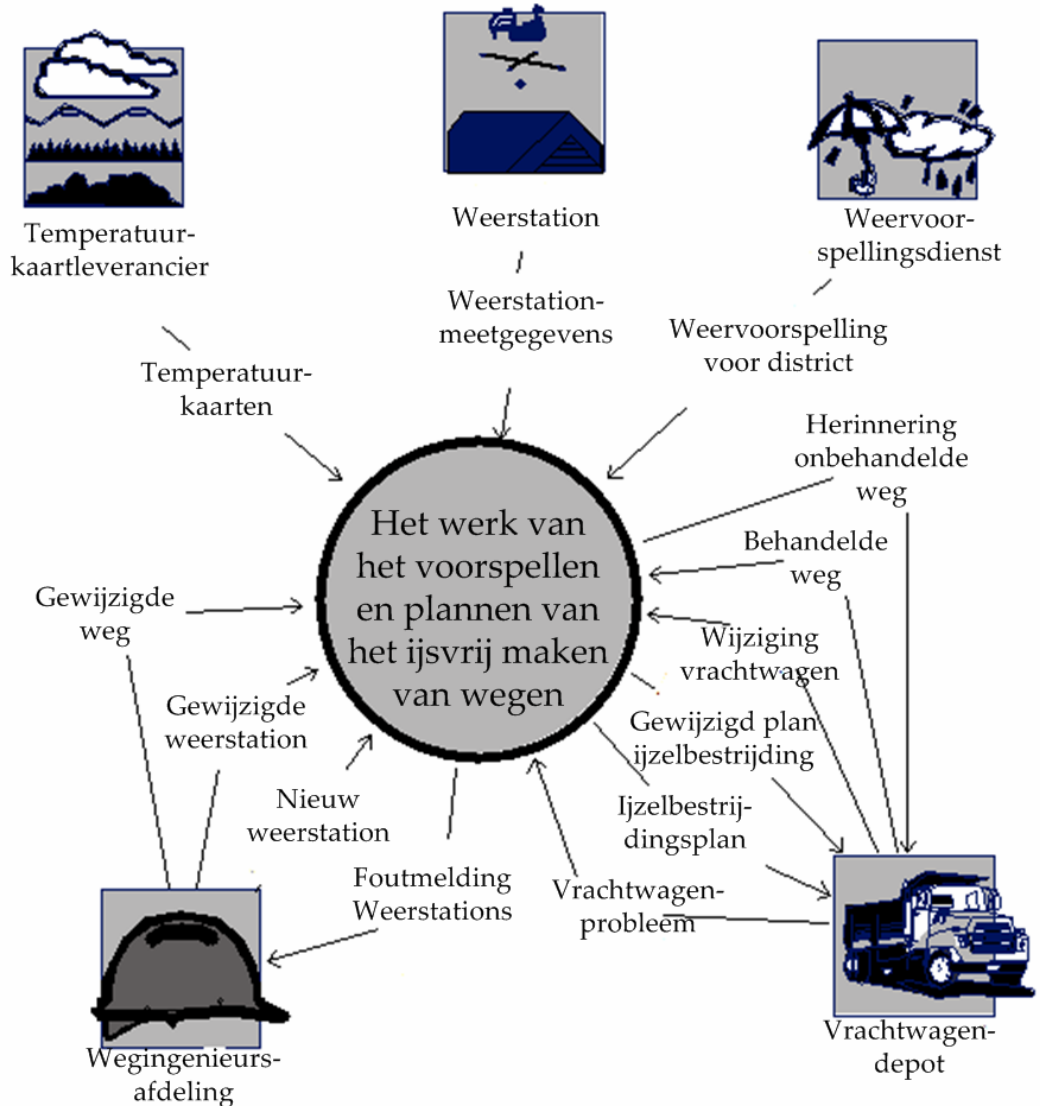 Temperatuur-
kaartleverancier
Weerstation
Weervoor-
spellingsdienst
Temperatuur-
kaarten
Weerstation-
meetgegevens
Weervoorspelling
voor district
Herinnering
onbehandelde
weg
Het werk van
het voorspellen
en plannen van
het ijsvrij maken
van wegen
Behandelde
weg
Gewijzigde
weg
Wijziging
vrachtwagen
Gewijzigde
weerstation
Gewijzigd plan
ijzelbestrijding
Nieuw
weerstation
Ijzelbestrij-
dingsplan
Foutmelding
Weerstations
Vrachtwagen-
probleem
Wegingenieurs-
afdeling
Vrachtwagen-
depot